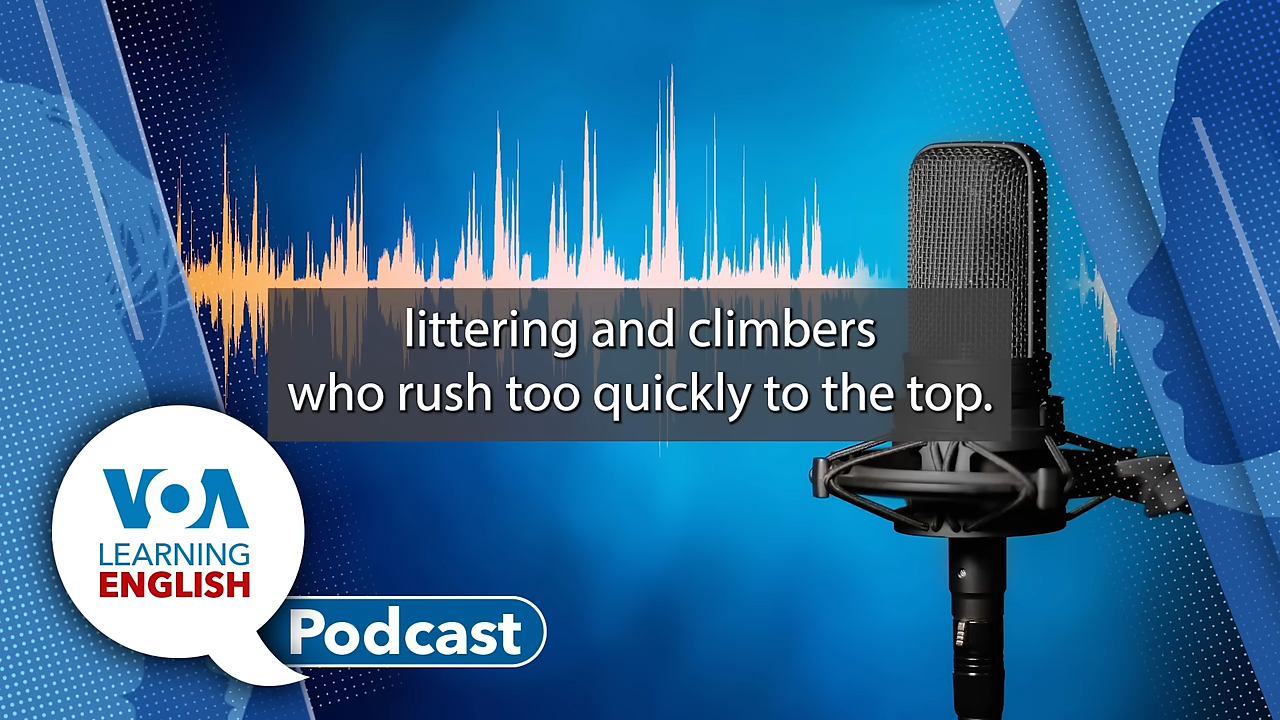 littering and climbers
who rush too quickly to the top.
VOA
LEARNING
ENGLISH
Podcast